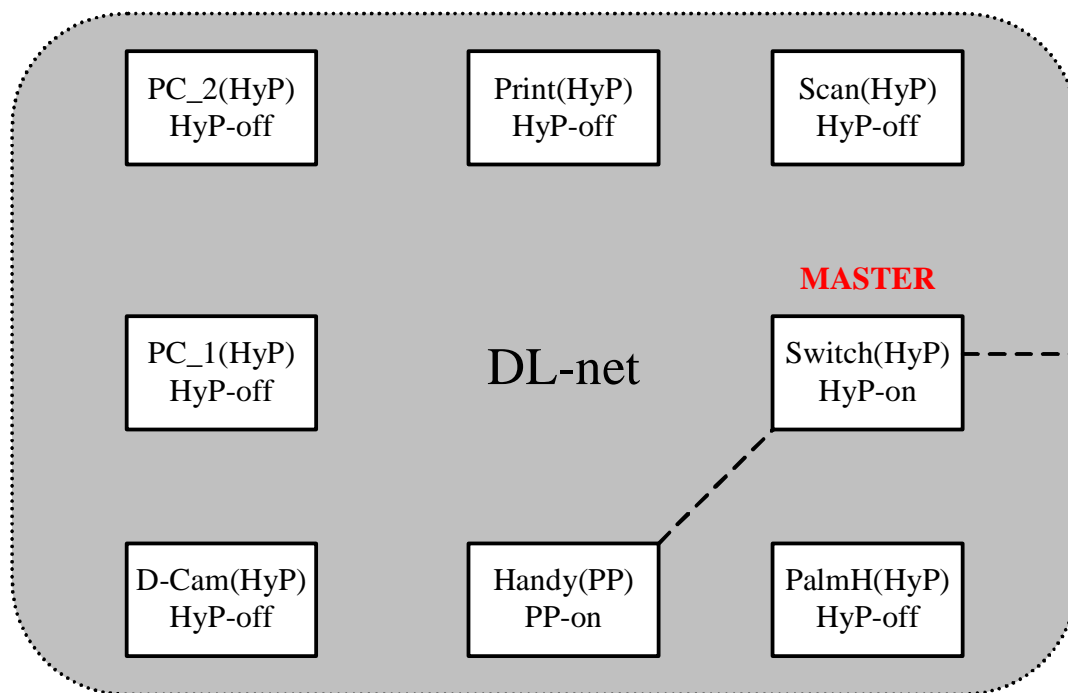 PC_2(HyP)
HyP-off
Print(HyP)
HyP-off
Scan(HyP)
HyP-off
MASTER
PC_1(HyP)
HyP-off
DL-net
Switch(HyP)
HyP-on
D-Cam(HyP)
HyP-off
Handy(PP)
PP-on
PalmH(HyP)
HyP-off